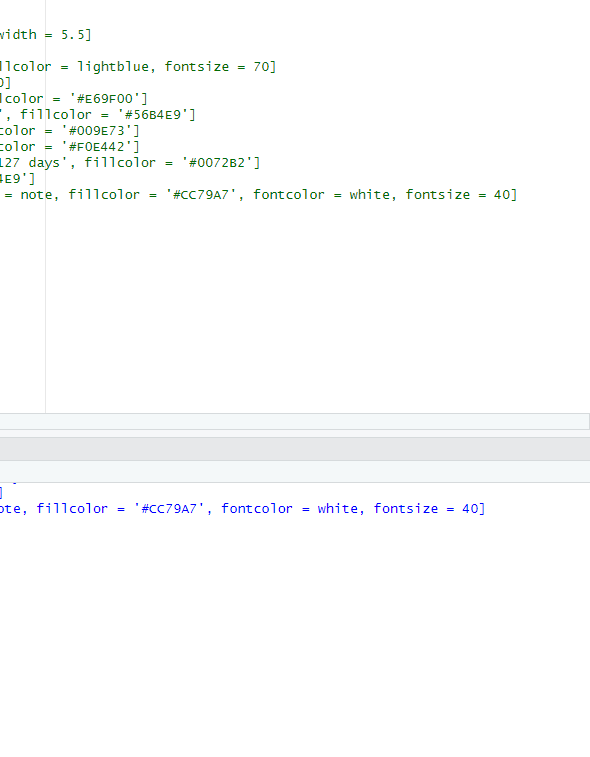 width = 5.5]
llcolor = lightblue, fontsize = 70]
0]
lcolor = '#E69F00']
', fillcolor = '#56B4E9']
color = '#009E73']
color = '#F0E442']
127 days', fillcolor = '#0072B2']
4E9']
= note, fillcolor = '#CC79A7', fontcolor = white, fontsize = 40]
]
ote, fillcolor = '#CC79A7', fontcolor = white, fontsize = 40]